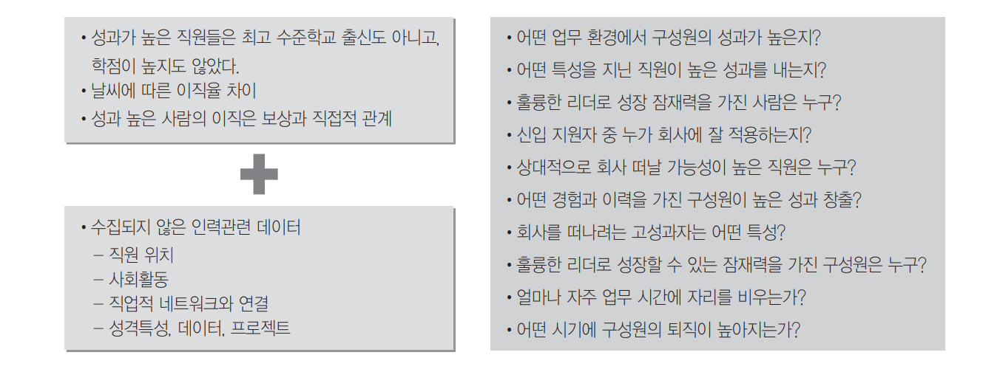 • 성과가 높은 직원들은 최고 수준학교 출신도 아니고,
학점이 높지도 않았다.
• 날씨에 따른 이직율 차이
• 성과 높은 사람의 이직은 보상과 직접적 관계
• 수집되지 않은 인력관련 데이터
– 직원 위치
– 사회활동
– 직업적 네트워크와 연결
– 성격특성, 데이터, 프로젝트
• 어떤 업무 환경에서 구성원의 성과가 높은지?
• 어떤 특성을 지닌 직원이 높은 성과를 내는지?
• 훌륭한 리더로 성장 잠재력을 가진 사람은 누구?
• 신입 지원자 중 누가 회사에 잘 적용하는지?
• 상대적으로 회사 떠날 가능성이 높은 직원은 누구?
• 어떤 경험과 이력을 가진 구성원이 높은 성과 창출?
• 회사를 떠나려는 고성과자는 어떤 특성?
• 훌륭한 리더로 성장할 수 있는 잠재력을 가진 구성원은 누구?
• 얼마나 자주 업무 시간에 자리를 비우는가?
• 어떤 시기에 구성원의 퇴직이 높아지는가?